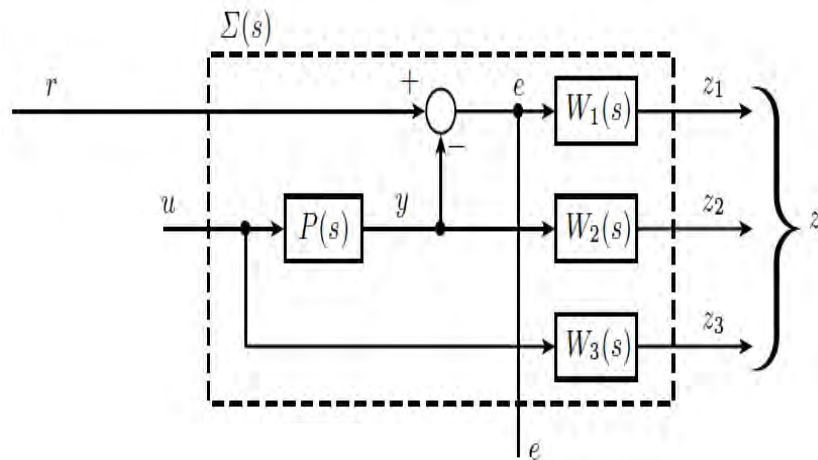 Σ(s)
r
+
e
W₁(s)
z₁
−
u
P(s)
y
W₂(s)
z₂
z
W₃(s)
z₃
e